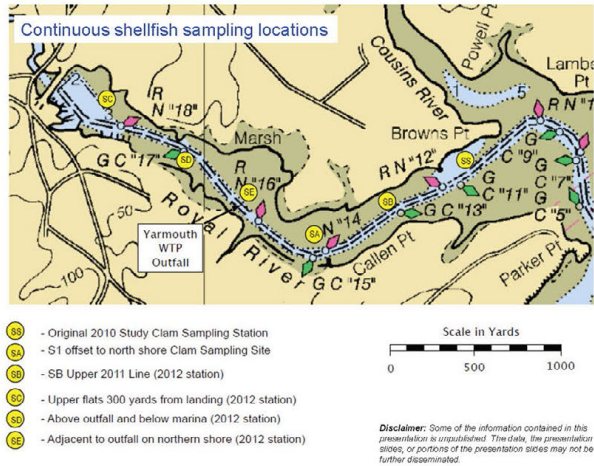 Continuous shellfish sampling locations
Cousins River
Powell Pt
Lamb
Pt
2
SC
R
N "18"
Marsh
1
5
R N "1
Browns Pt
G
G C "17"
SD
R
N "16"
SE
R N "12"
SS
C "9"
G
C "11"
G
C "7"
G
C "5"
50
Royal River
Yarmouth
WTP
Outfall
SA
N "14
SB
G C "13"
Callen Pt
G C "15"
Parker Pt
100
SS - Original 2010 Study Clam Sampling Station
SA - S1 offset to north shore Clam Sampling Site
SB - SB Upper 2011 Line (2012 station)
SC - Upper flats 300 yards from landing (2012 station)
SD - Above outfall and below marina (2012 station)
SE - Adjacent to outfall on northern shore (2012 station)
Scale in Yards
0 500 1000
Disclaimer: Some of the information contained in this
presentation is unpublished. The data, the presentation
slides, or portions of the presentation slides may not be
further disseminated.